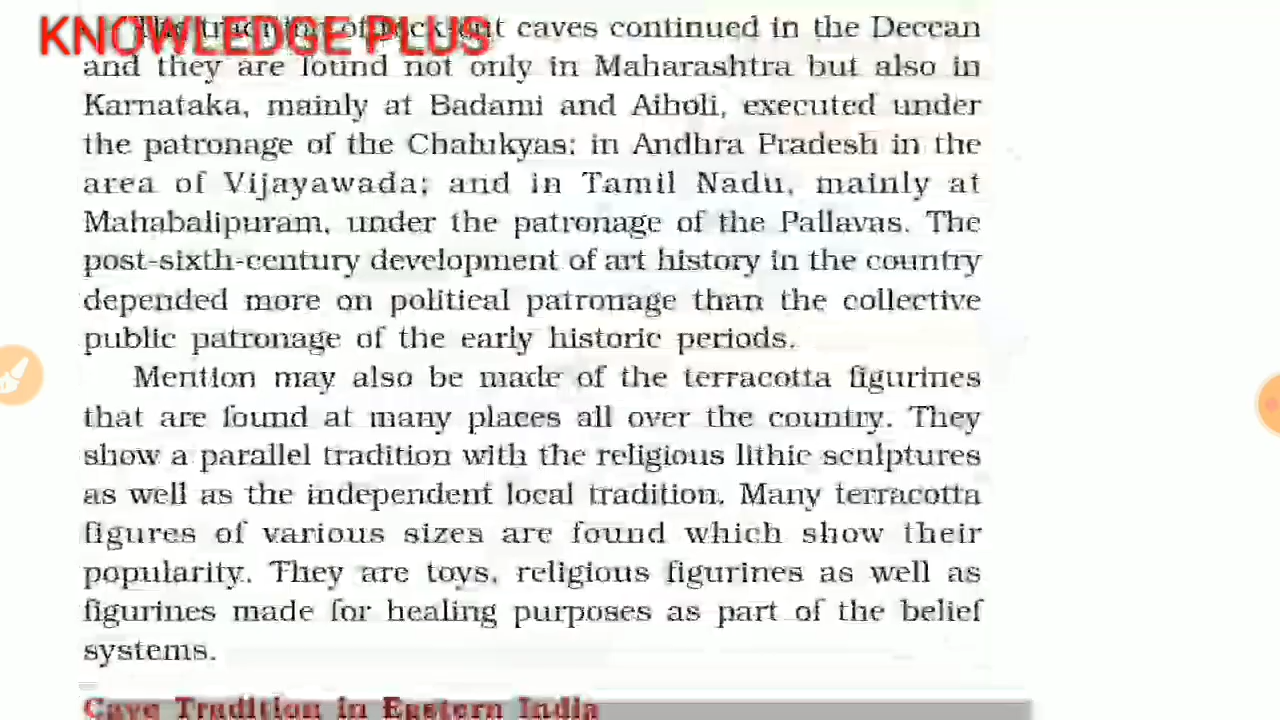 KNOWLEDGE PLUS
The tradition of rock-cut caves continued in the Deccan
and they are found not only in Maharashtra but also in
Karnataka, mainly at Badami and Aiholi, executed under
the patronage of the Chalukyas; in Andhra Pradesh in the
area of Vijayawada; and in Tamil Nadu, mainly at
Mahabalipuram, under the patronage of the Pallavas. The
post-sixth-century development of art history in the country
depended more on political patronage than the collective
public patronage of the early historic periods.
Mention may also be made of the terracotta figurines
that are found at many places all over the country. They
show a parallel tradition with the religious lithic sculptures
as well as the independent local tradition. Many terracotta
figures of various sizes are found which show their
popularity. They are toys, religious figurines as well as
figurines made for healing purposes as part of the belief
systems.
Cave Tradition in Eastern India